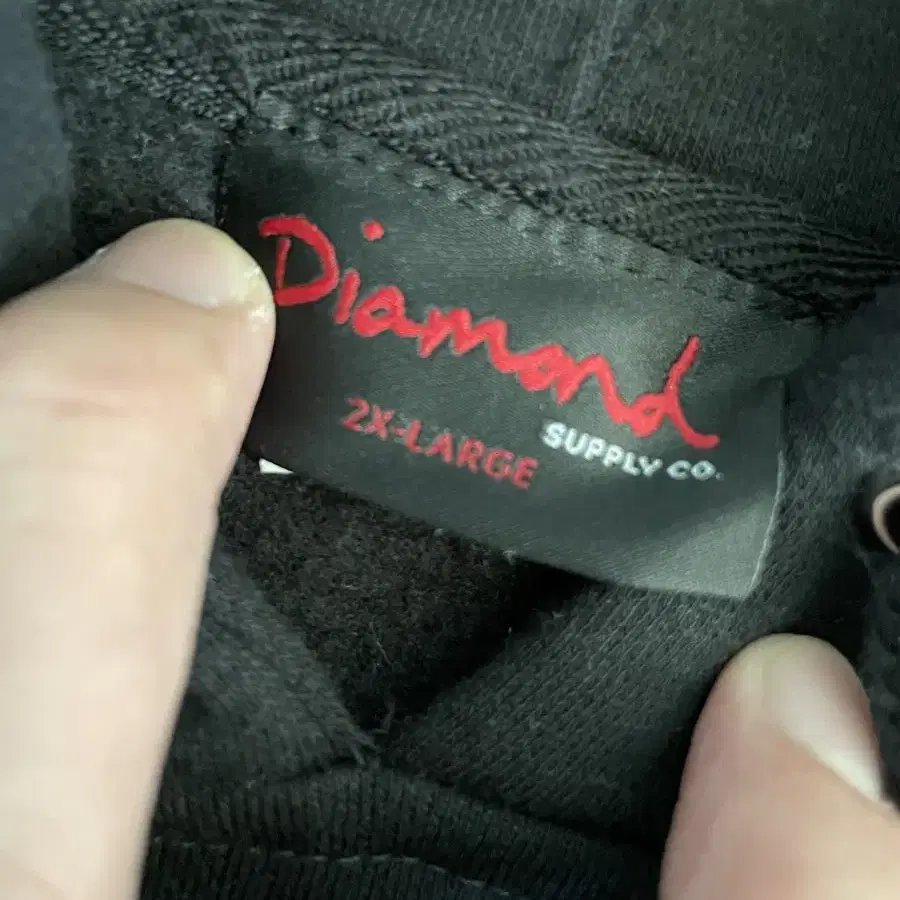 Diamond
SUPPLY CO.
2X-LARGE